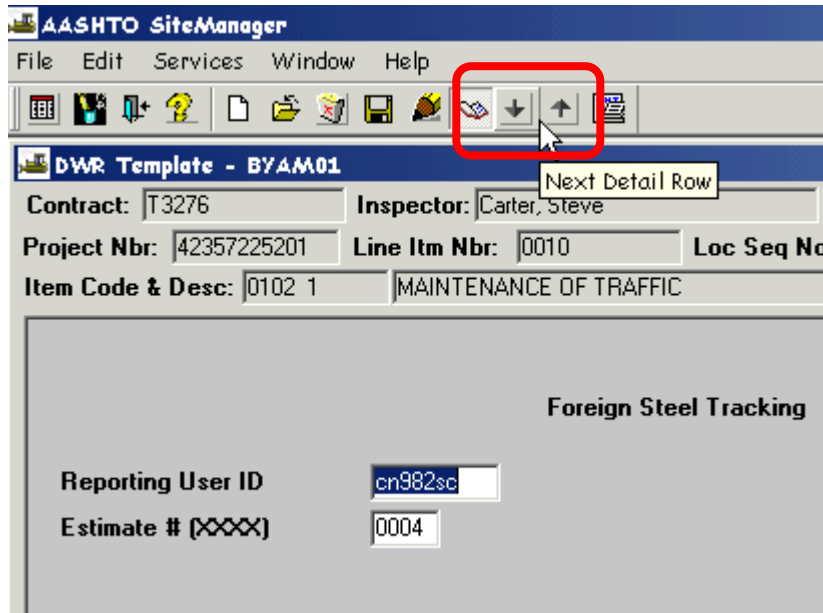 AASHTO SiteManager
File Edit Services Window Help
DWR Template - BYAM01
Next Detail Row
Contract: T3276 Inspector: Carter, Steve
Project Nbr: 42357225201 Line Itm Nbr: 0010 Loc Seq No
Item Code & Desc: 0102 1 MAINTENANCE OF TRAFFIC
Foreign Steel Tracking
Reporting User ID cn982sc
Estimate # (XXXX) 0004